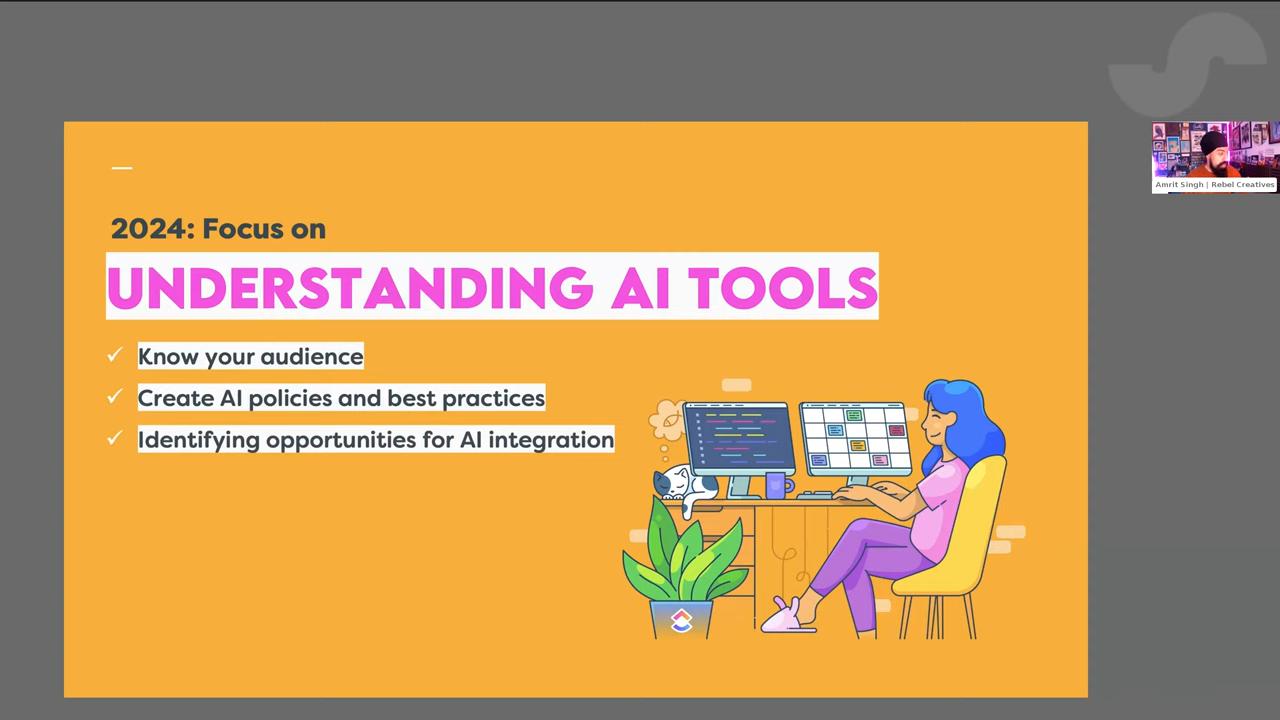 2024: Focus on
UNDERSTANDING AI TOOLS
Know your audience
Create AI policies and best practices
Identifying opportunities for AI integration
Amrit Singh | Rebel Creatives